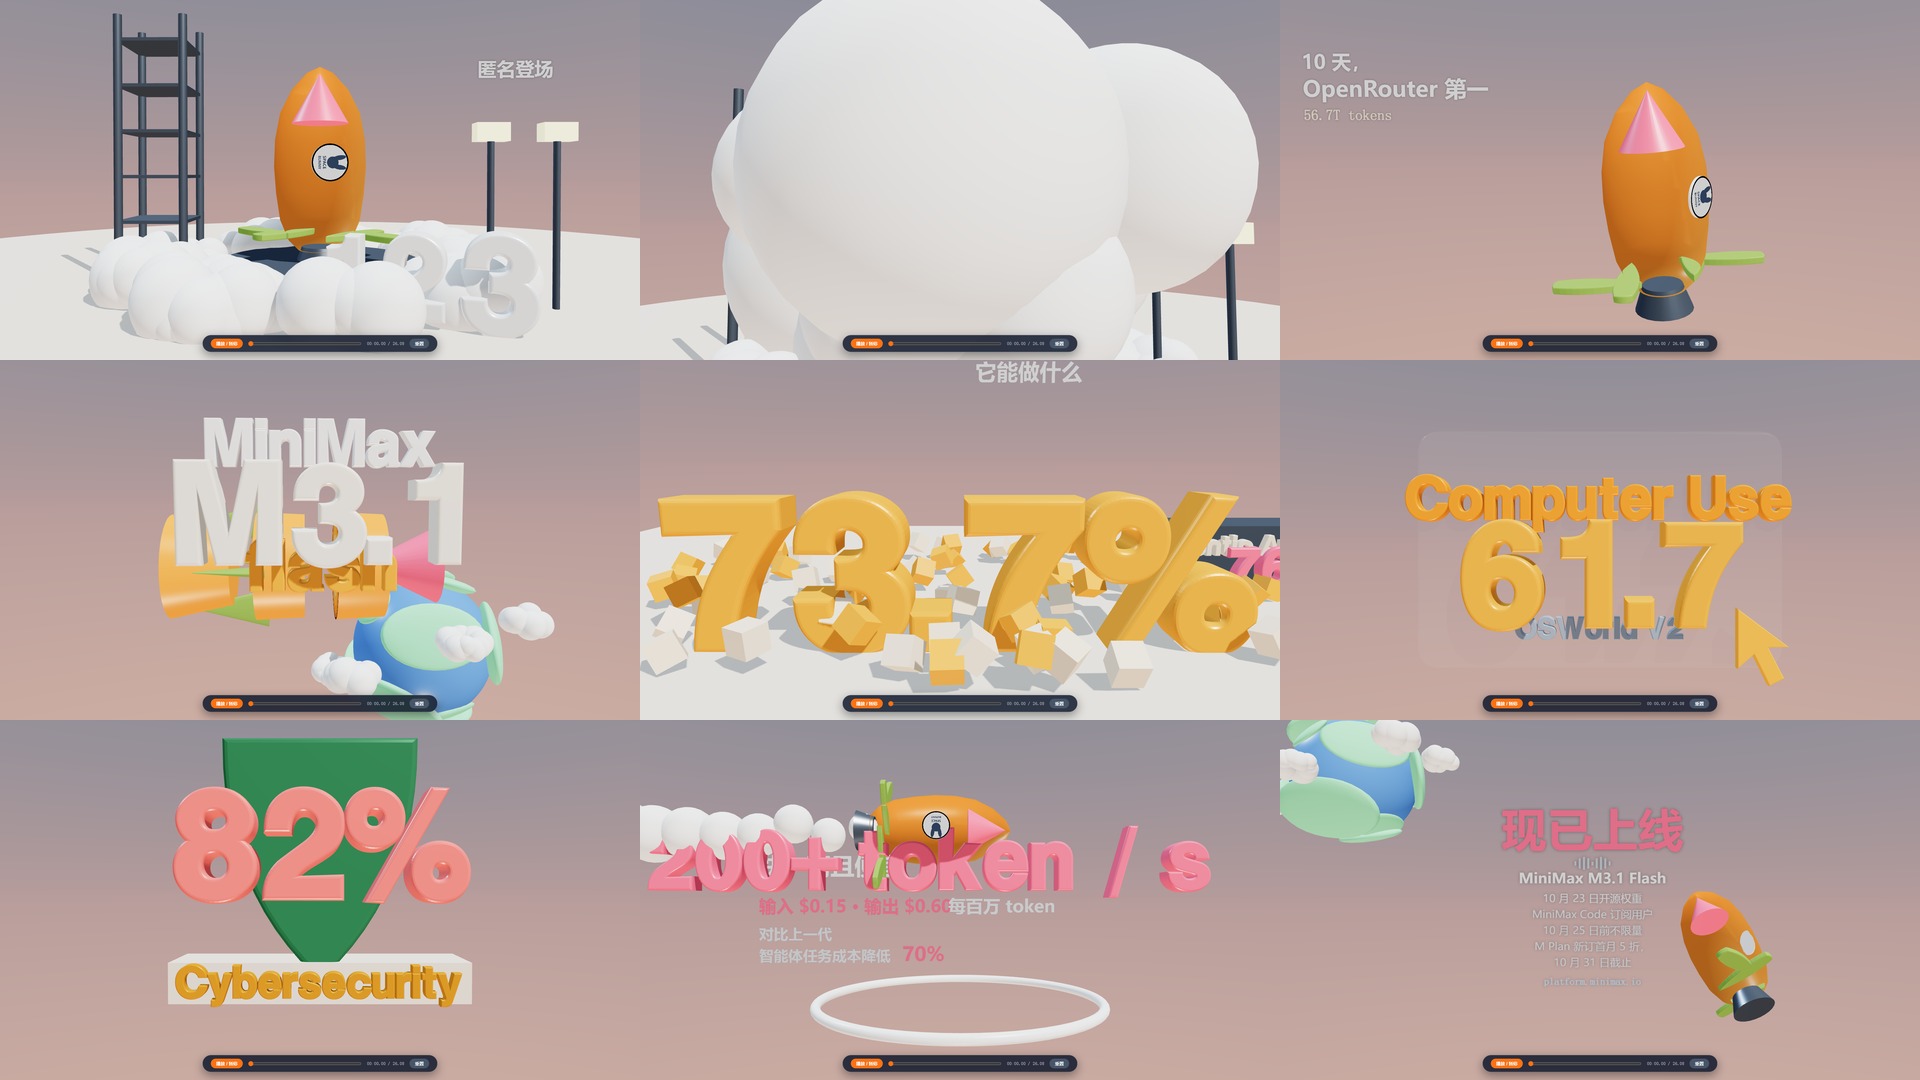 匿名登场
123
10 天，
OpenRouter 第一
56.7T tokens
MiniMax
M3.1
Flash
它能做什么
73.7%
76
Computer Use
61.7
OSWorld V2
82%
Cybersecurity
200+ token / s
输入 $0.15 · 输出 $0.60
每百万 token
对比上一代
智能体任务成本降低 70%
现已上线
MiniMax M3.1 Flash
10 月 23 日开源权重
MiniMax Code 订阅用户
10 月 25 日前不限量
M Plan 新订首月 5 折，
10 月 31 日截止
platform.minimax.io